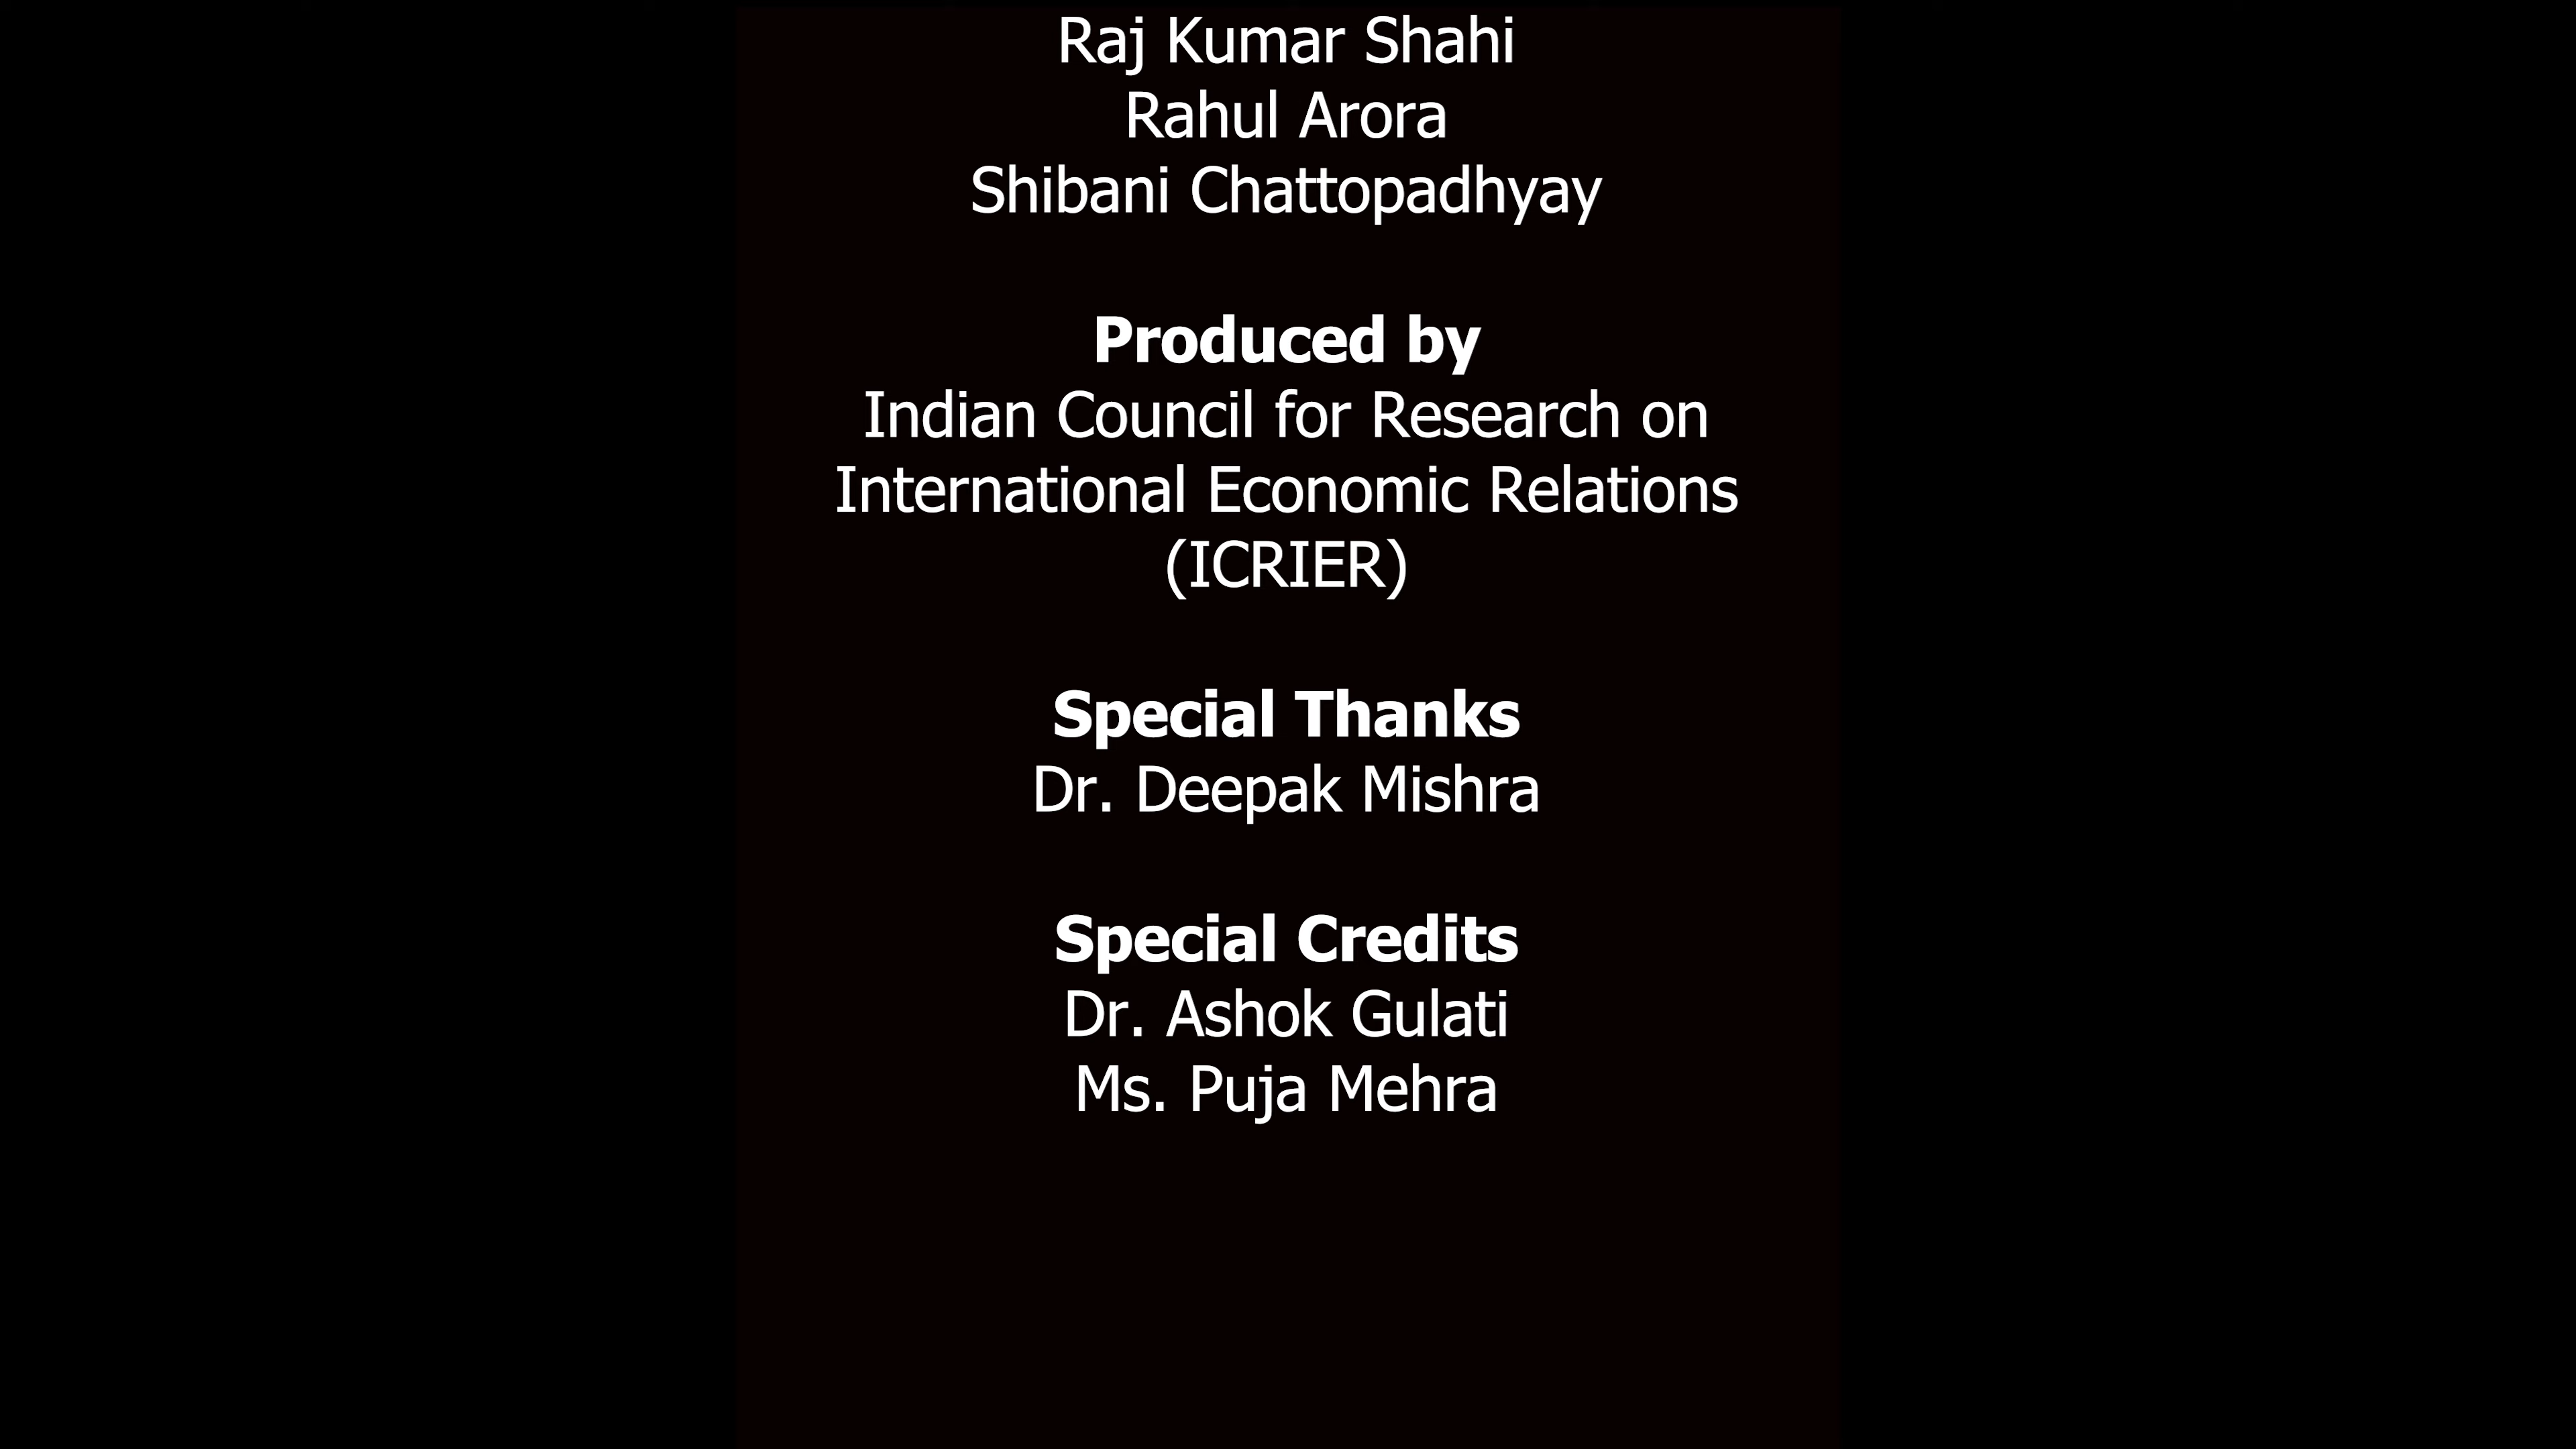 Raj Kumar Shahi
Rahul Arora
Shibani Chattopadhyay
Produced by
Indian Council for Research on
International Economic Relations
(ICRIER)
Special Thanks
Dr. Deepak Mishra
Special Credits
Dr. Ashok Gulati
Ms. Puja Mehra